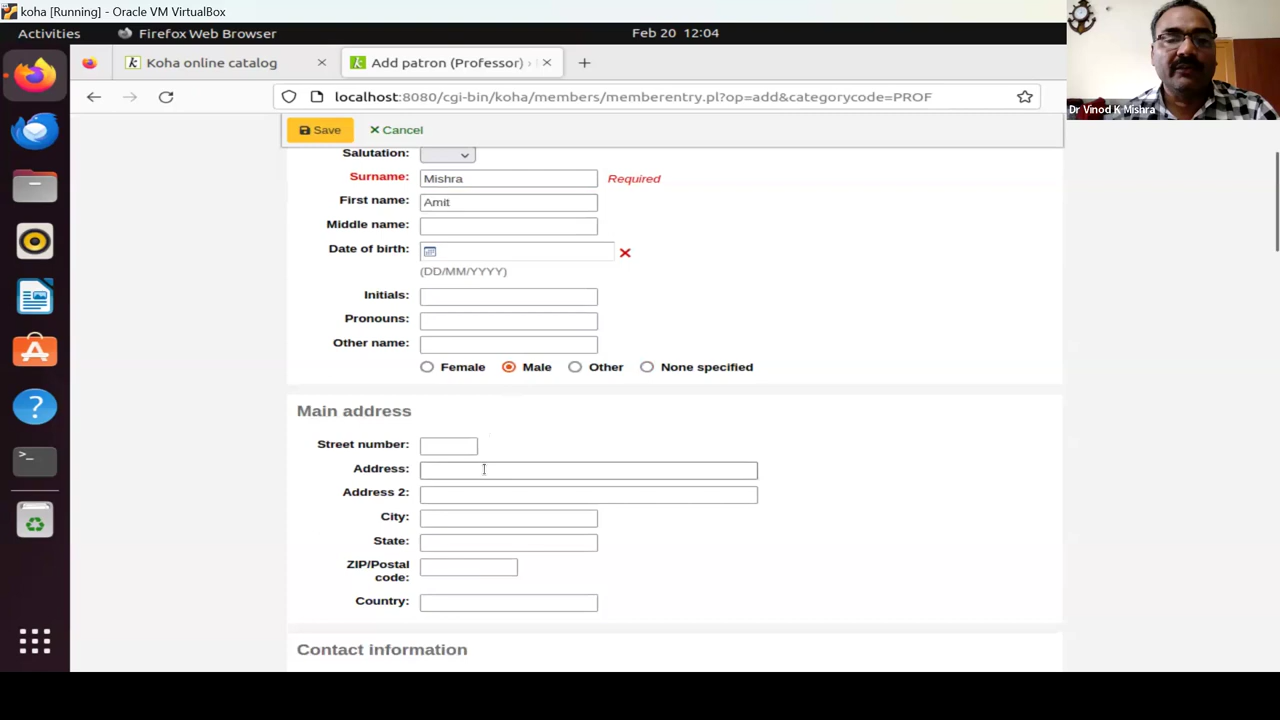 koha [Running] - Oracle VM VirtualBox
Activities
Firefox Web Browser
Feb 20 12:04
Koha online catalog
Add patron (Professor) ›
localhost:8080/cgi-bin/koha/members/memberentry.pl?op=add&categorycode=PROF
Dr Vinod K Mishra
Save
Cancel
Salutation:
Surname: Mishra Required
First name: Amit
Middle name:
Date of birth:
(DD/MM/YYYY)
Initials:
Pronouns:
Other name:
Female Male Other None specified
Main address
Street number:
Address:
Address 2:
City:
State:
ZIP/Postal
code:
Country:
Contact information